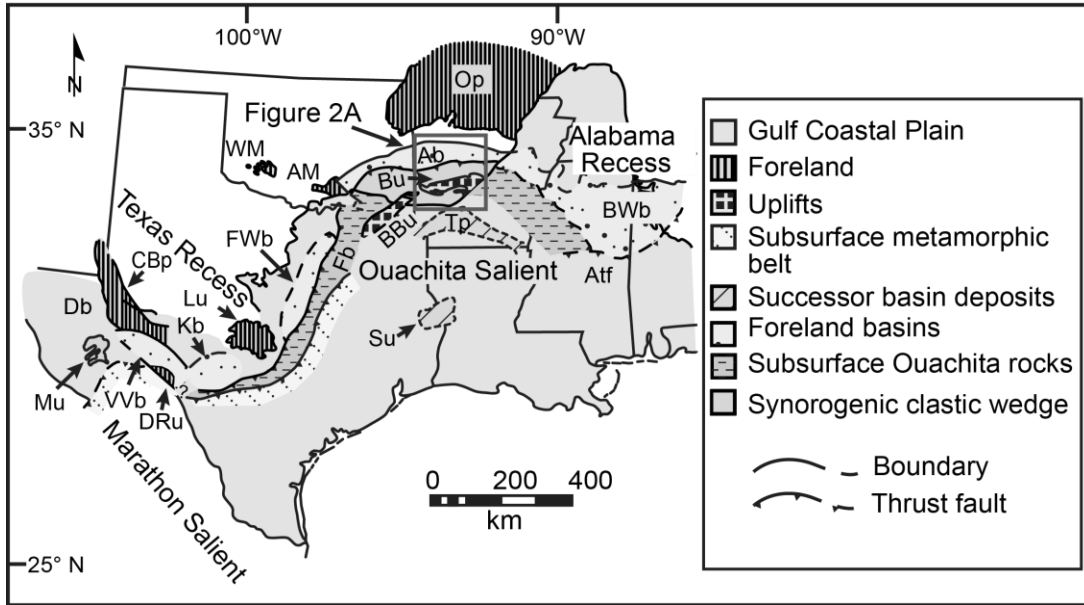 100°W
90°W
N
Op
35° N
Figure 2A
Alabama
Recess
WM
Ab
AM
Bu
BWb
Texas Recess
FWb
Fb
BBu
Tp
CBp
Ouachita Salient
Atf
Db
Lu
Kb
Su
Mu
VVb
?
DRu
Marathon Salient
0 200 400
km
25° N
Gulf Coastal Plain
Foreland
Uplifts
Subsurface metamorphic
belt
Successor basin deposits
Foreland basins
Subsurface Ouachita rocks
Synorogenic clastic wedge
Boundary
Thrust fault